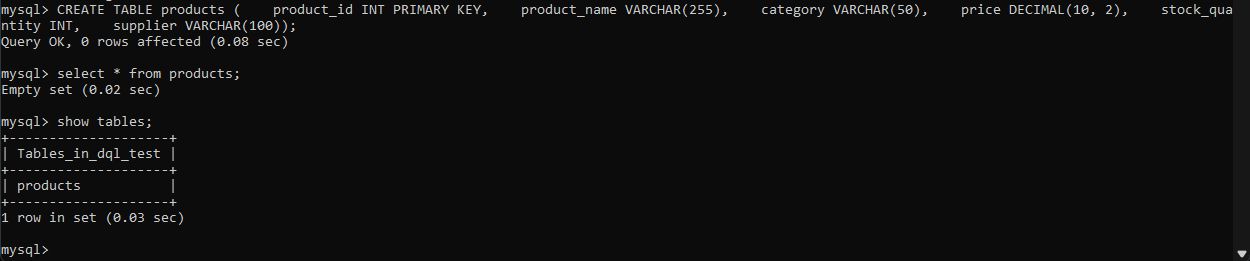 mysql> CREATE TABLE products (    product_id INT PRIMARY KEY,    product_name VARCHAR(255),    category VARCHAR(50),    price DECIMAL(10, 2),    stock_qua
ntity INT,    supplier VARCHAR(100));
Query OK, 0 rows affected (0.08 sec)
mysql> select * from products;
Empty set (0.02 sec)
mysql> show tables;
+--------------------+
| Tables_in_dql_test |
+--------------------+
| products           |
+--------------------+
1 row in set (0.03 sec)
mysql>